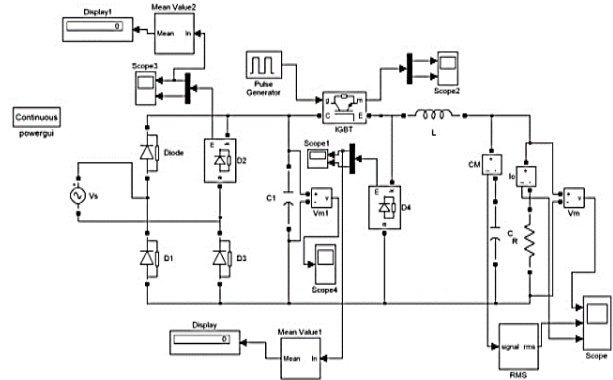 Display1
0
Mean Value2
Mean
In
Scope3
Continuous
powergui
Pulse
Generator
g
m
C
E
IGBT
Scope2
L
Diode
E
D2
Scope1
CM
Io
Vs
C1
+
-
v
Vm1
E
D4
+
-
v
Vm
C
R
D1
D3
Scope4
Display
0
Mean Value1
Mean
In
signal rms
RMS
Scope